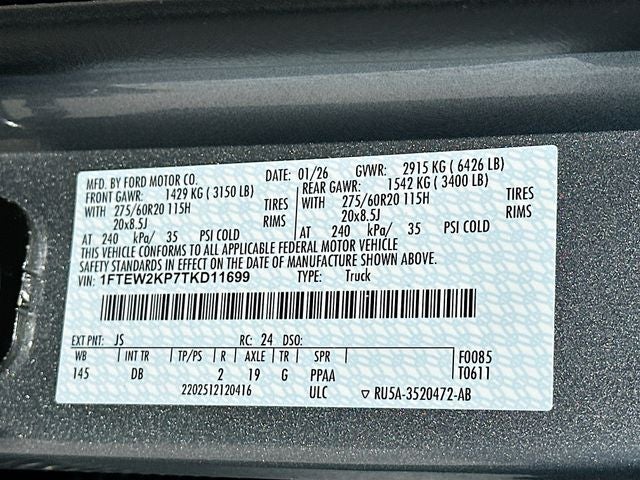 MFD. BY FORD MOTOR CO. DATE: 01/26 GVWR: 2915 KG ( 6426 LB)
FRONT GAWR: 1429 KG ( 3150 LB) REAR GAWR: 1542 KG ( 3400 LB)
WITH 275/60R20 115H TIRES WITH 275/60R20 115H TIRES
20x8.5J RIMS 20x8.5J RIMS
AT 240 kPa/ 35 PSI COLD AT 240 kPa/ 35 PSI COLD
THIS VEHICLE CONFORMS TO ALL APPLICABLE FEDERAL MOTOR VEHICLE
SAFETY STANDARDS IN EFFECT ON THE DATE OF MANUFACTURE SHOWN ABOVE.
VIN: 1FTEW2KP7TKD11699 TYPE: Truck
EXT PNT: JS RC: 24 DSO:
WB INT TR TP/PS R AXLE TR SPR F0085
145 DB 2 19 G PPAA T0611
2202512120416 ULC RU5A-3520472-AB